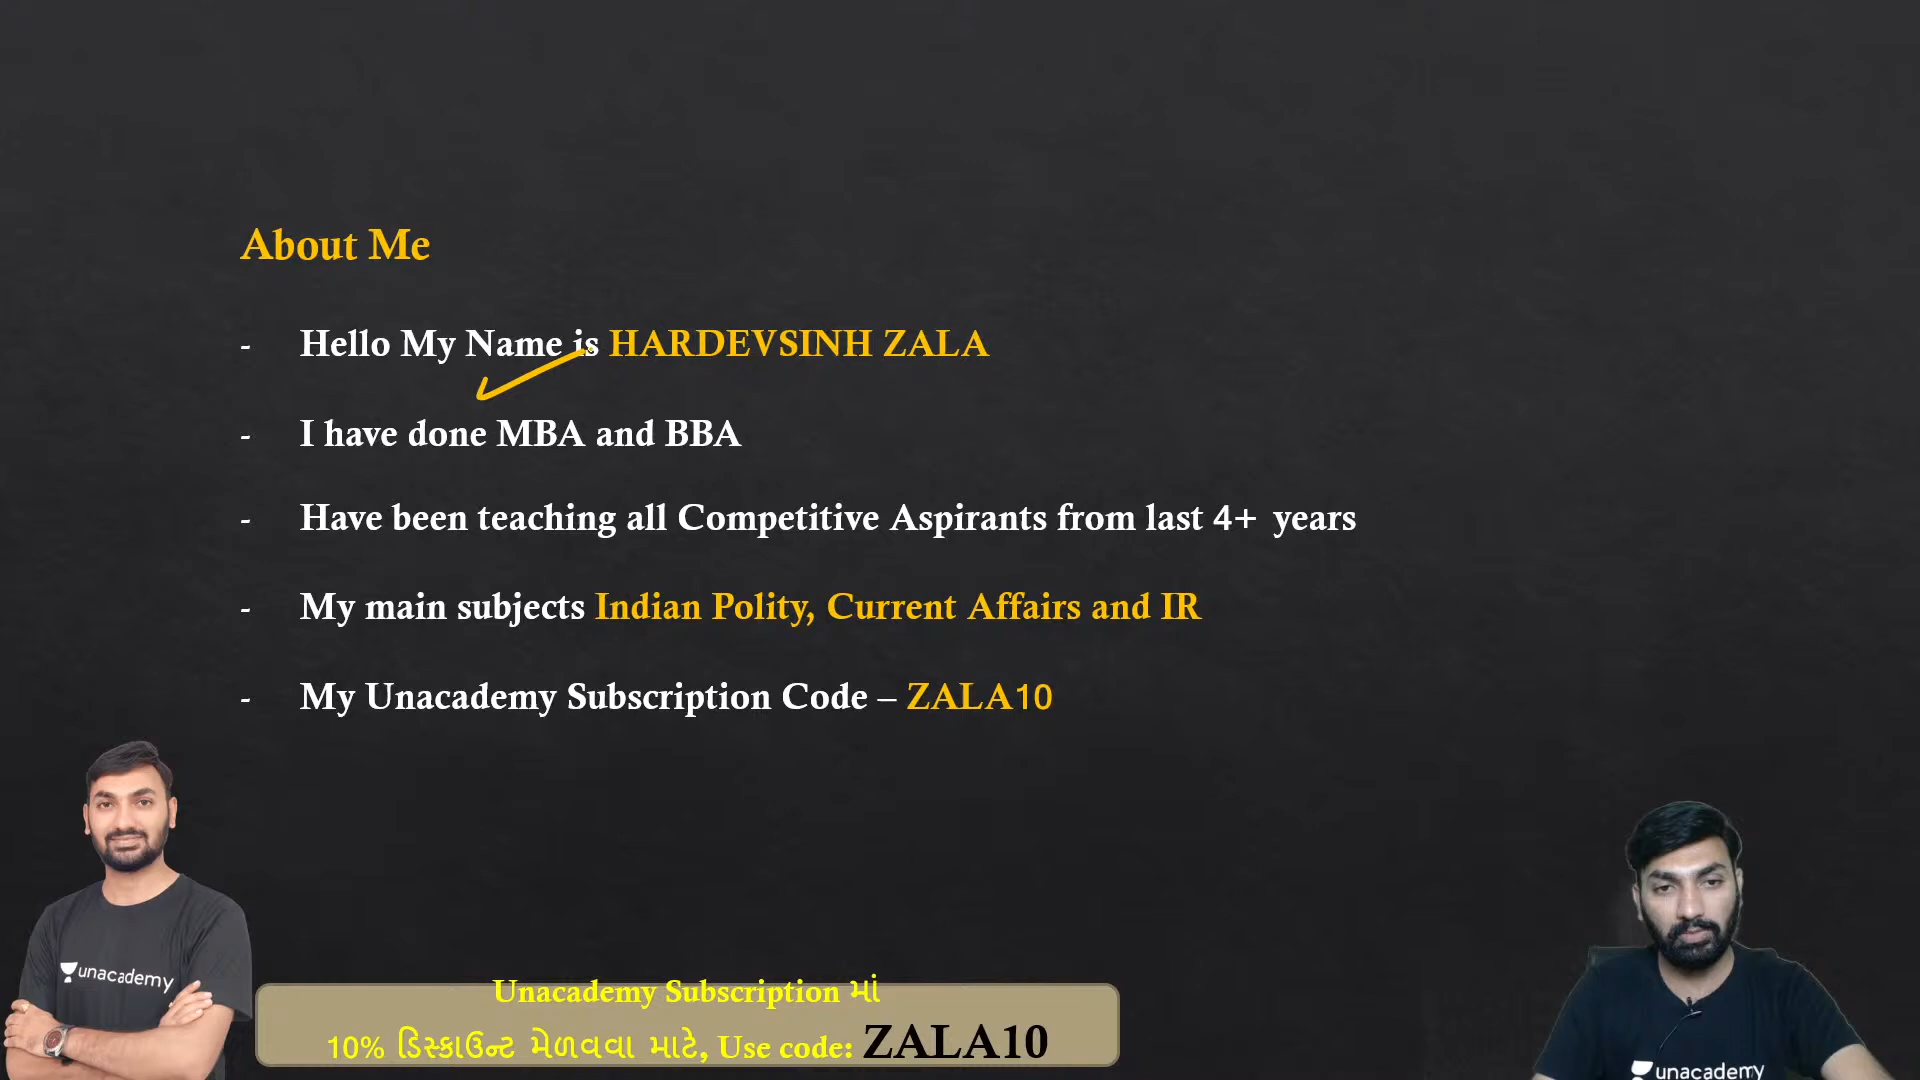 About Me
- Hello My Name is HARDEVSINH ZALA
- I have done MBA and BBA
- Have been teaching all Competitive Aspirants from last 4+ years
- My main subjects Indian Polity, Current Affairs and IR
- My Unacademy Subscription Code – ZALA10
unacademy
Unacademy Subscription માં
10% ડિસ્કાઉન્ટ મેળવવા માટે, Use code: ZALA10
unacademy